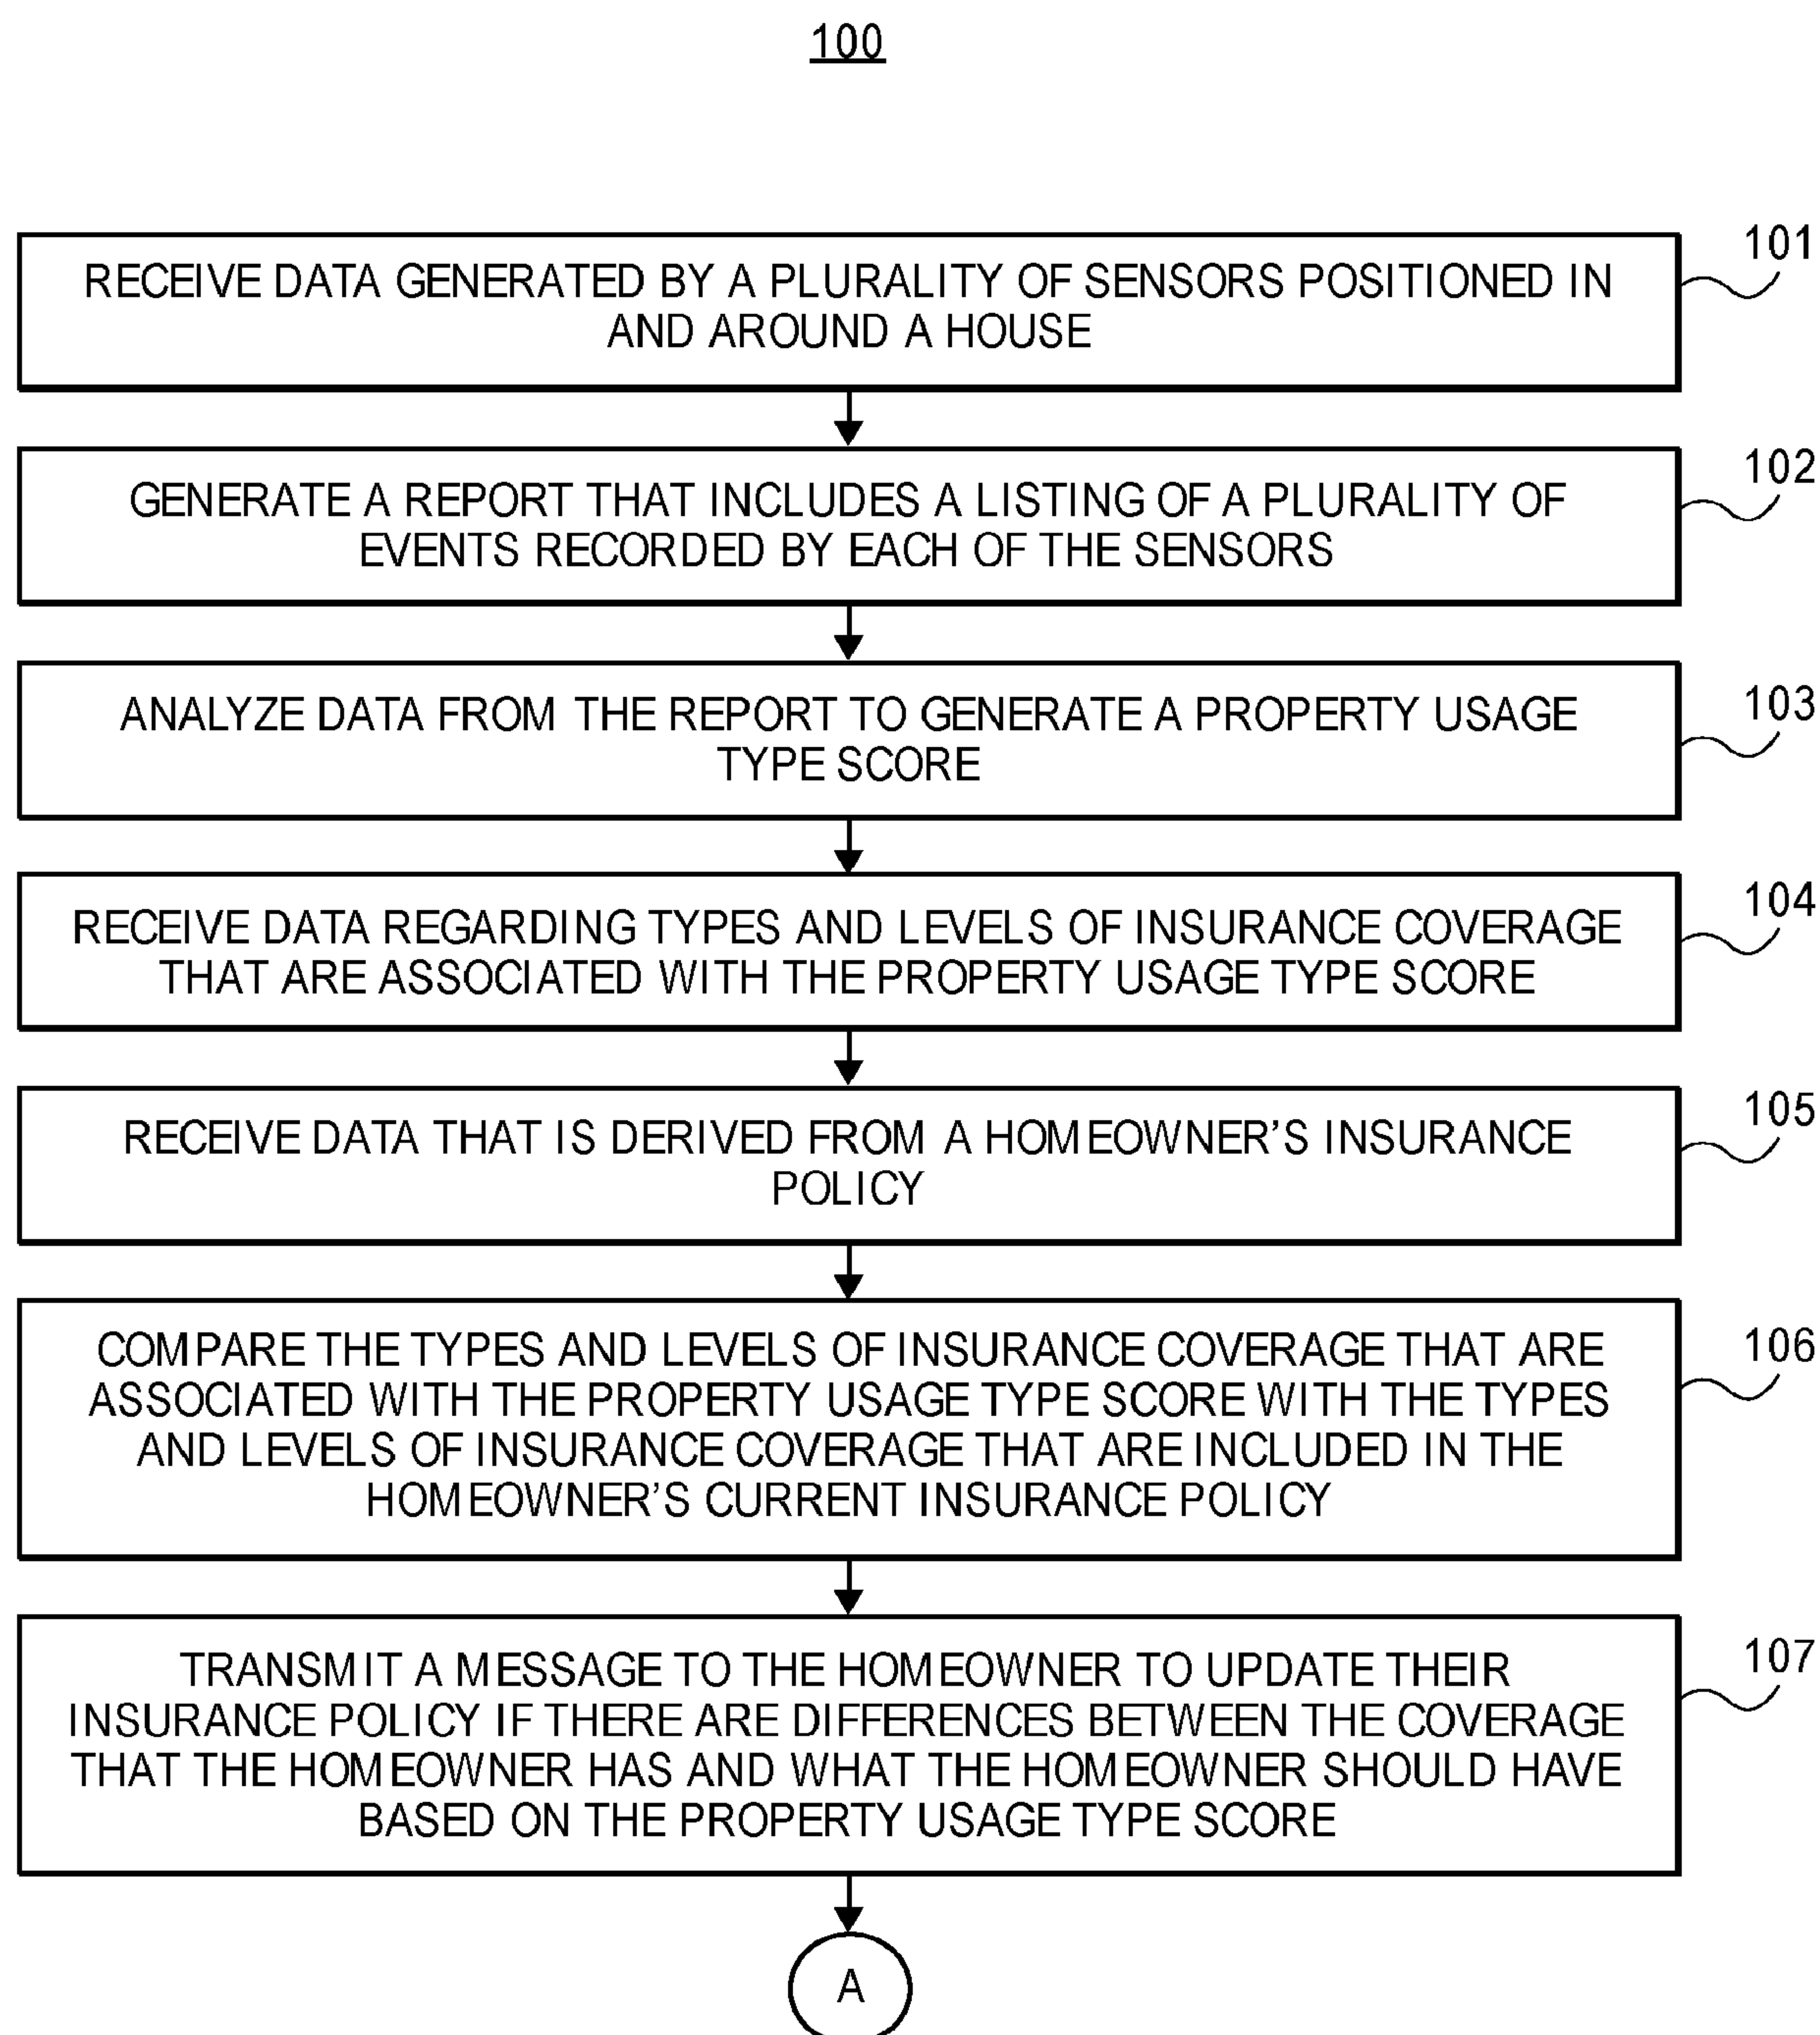 100
101
RECEIVE DATA GENERATED BY A PLURALITY OF SENSORS POSITIONED IN
AND AROUND A HOUSE
102
GENERATE A REPORT THAT INCLUDES A LISTING OF A PLURALITY OF
EVENTS RECORDED BY EACH OF THE SENSORS
103
ANALYZE DATA FROM THE REPORT TO GENERATE A PROPERTY USAGE
TYPE SCORE
104
RECEIVE DATA REGARDING TYPES AND LEVELS OF INSURANCE COVERAGE
THAT ARE ASSOCIATED WITH THE PROPERTY USAGE TYPE SCORE
105
RECEIVE DATA THAT IS DERIVED FROM A HOMEOWNER'S INSURANCE
POLICY
106
COMPARE THE TYPES AND LEVELS OF INSURANCE COVERAGE THAT ARE
ASSOCIATED WITH THE PROPERTY USAGE TYPE SCORE WITH THE TYPES
AND LEVELS OF INSURANCE COVERAGE THAT ARE INCLUDED IN THE
HOMEOWNER'S CURRENT INSURANCE POLICY
107
TRANSMIT A MESSAGE TO THE HOMEOWNER TO UPDATE THEIR
INSURANCE POLICY IF THERE ARE DIFFERENCES BETWEEN THE COVERAGE
THAT THE HOMEOWNER HAS AND WHAT THE HOMEOWNER SHOULD HAVE
BASED ON THE PROPERTY USAGE TYPE SCORE
A